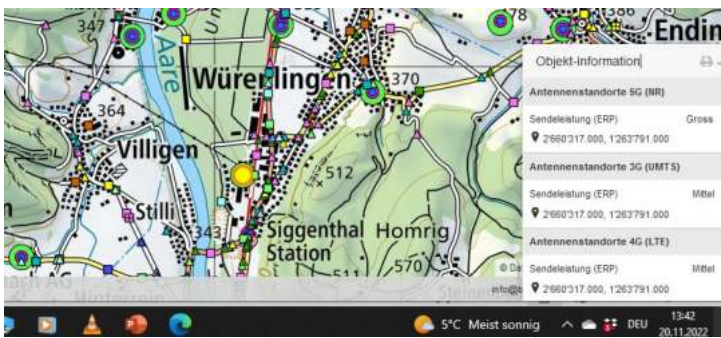 347
378
Endin
Aare
Würenlingen
370
364
Villigen
512
Stilli
343
Siggenthal
Station
Homrig
511
570
Objekt-Information
Antennenstandorte 5G (NR)
Sendeleistung (ERP) Gross
2'660'317.000, 1'263'791.000
Antennenstandorte 3G (UMTS)
Sendeleistung (ERP) Mittel
2'660'317.000, 1'263'791.000
Antennenstandorte 4G (LTE)
Sendeleistung (ERP) Mittel
2'660'317.000, 1'263'791.000
5°C Meist sonnig
DEU
13:42
20.11.2022